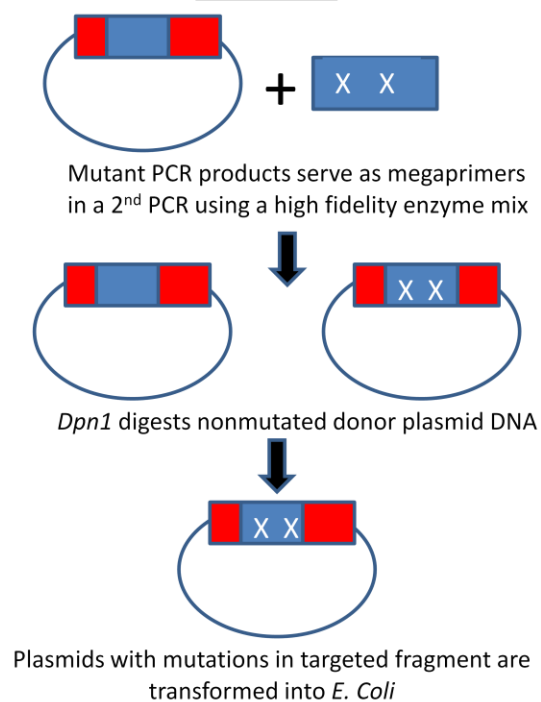 X X
+
Mutant PCR products serve as megaprimers
in a 2nd PCR using a high fidelity enzyme mix
X X
Dpn1 digests nonmutated donor plasmid DNA
X X
Plasmids with mutations in targeted fragment are
transformed into E. Coli